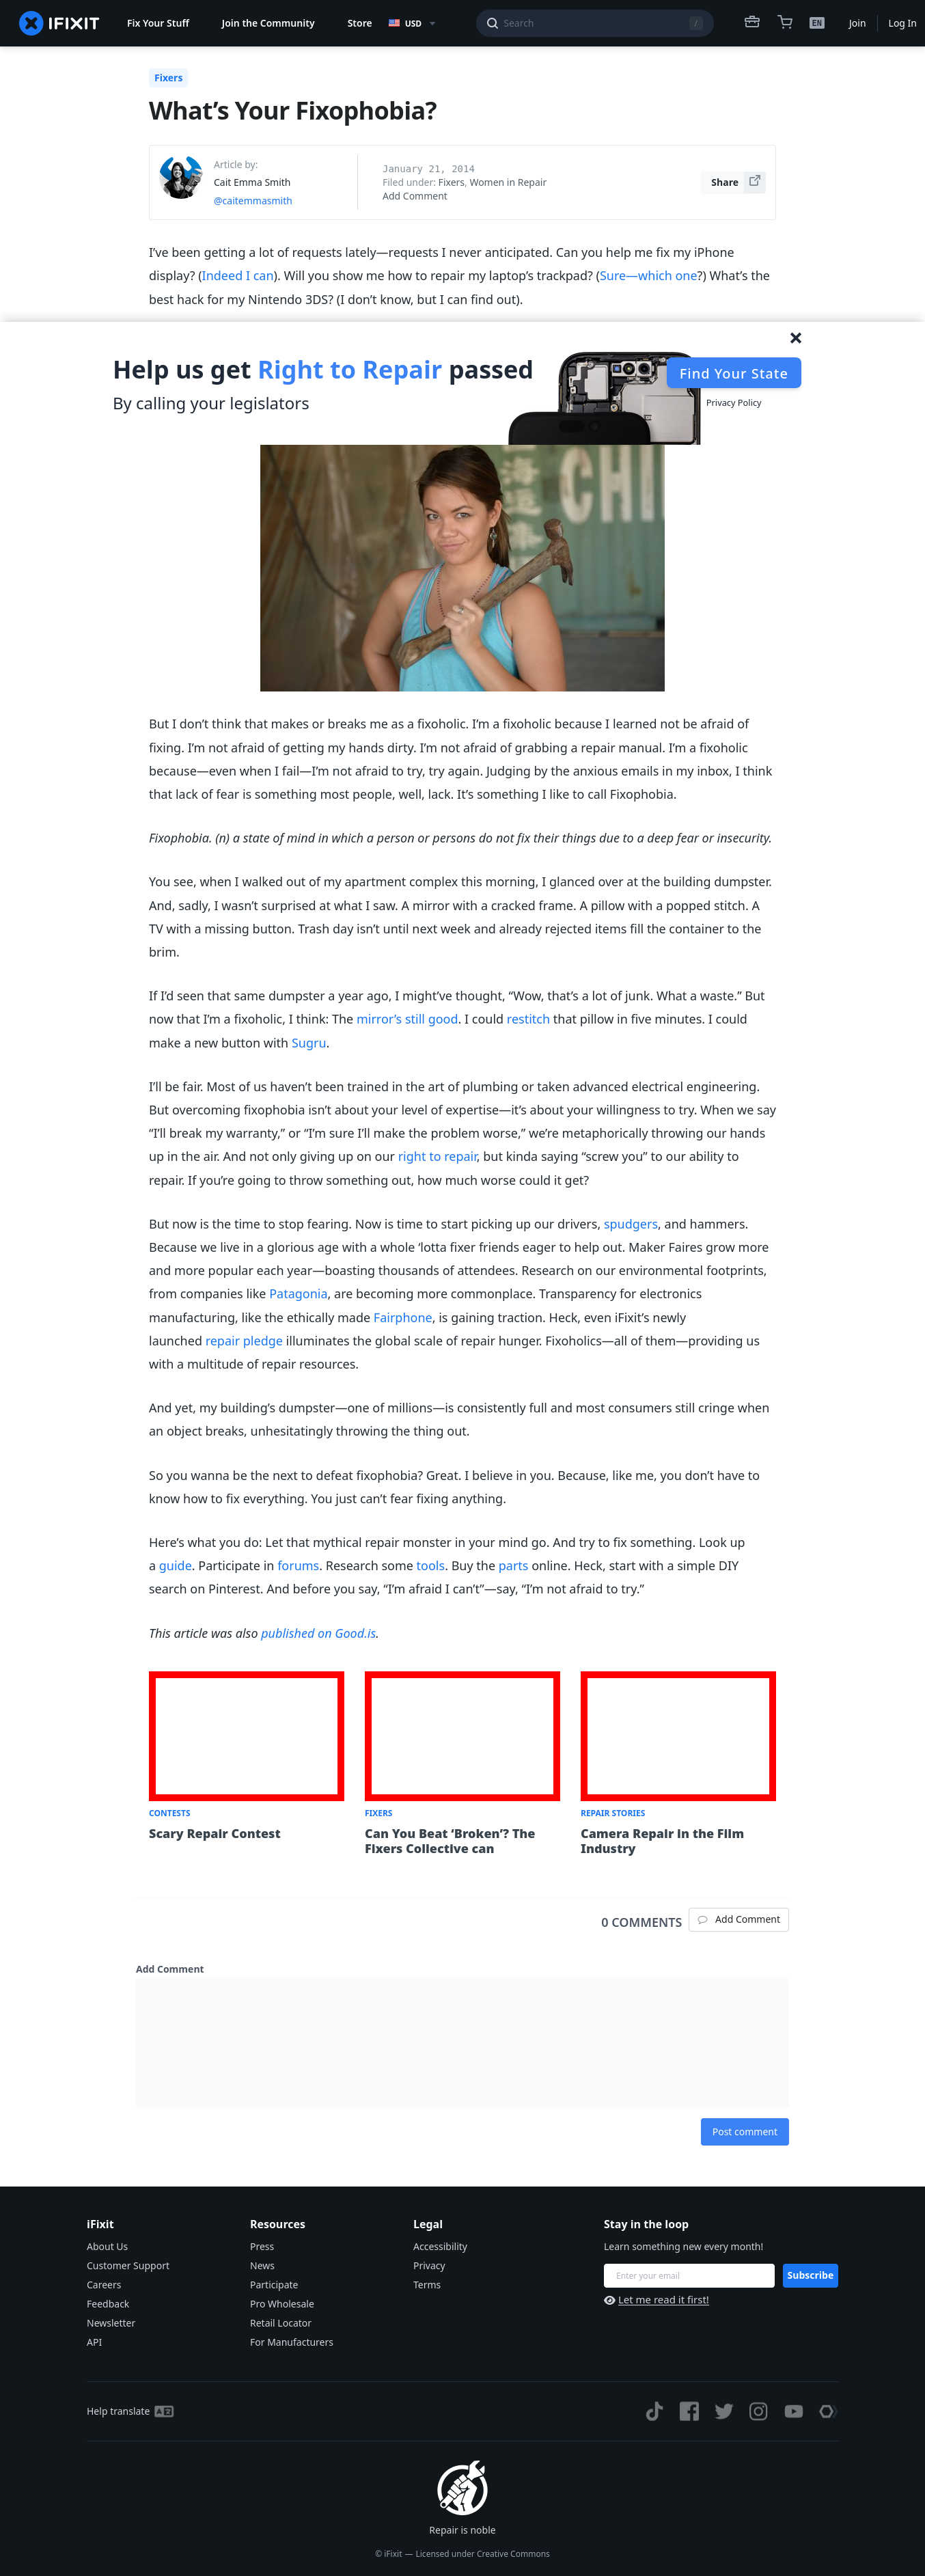 IFIXIT
Fix Your Stuff
Join the Community
Store
USD
Search
/
EN
Join
Log In
Fixers
What’s Your Fixophobia?
Article by:
Cait Emma Smith
@caitemmasmith
January 21, 2014
Filed under: Fixers, Women in Repair
Add Comment
Share
I’ve been getting a lot of requests lately—requests I never anticipated. Can you help me fix my iPhone
display? (Indeed I can). Will you show me how to repair my laptop’s trackpad? (Sure—which one?) What’s the
best hack for my Nintendo 3DS? (I don’t know, but I can find out).
Help us get Right to Repair passed
By calling your legislators
Find Your State
Privacy Policy
CH
But I don’t think that makes or breaks me as a fixoholic. I’m a fixoholic because I learned not be afraid of
fixing. I’m not afraid of getting my hands dirty. I’m not afraid of grabbing a repair manual. I’m a fixoholic
because—even when I fail—I’m not afraid to try, try again. Judging by the anxious emails in my inbox, I think
that lack of fear is something most people, well, lack. It’s something I like to call Fixophobia.
Fixophobia. (n) a state of mind in which a person or persons do not fix their things due to a deep fear or insecurity.
You see, when I walked out of my apartment complex this morning, I glanced over at the building dumpster.
And, sadly, I wasn’t surprised at what I saw. A mirror with a cracked frame. A pillow with a popped stitch. A
TV with a missing button. Trash day isn’t until next week and already rejected items fill the container to the
brim.
If I’d seen that same dumpster a year ago, I might’ve thought, “Wow, that’s a lot of junk. What a waste.” But
now that I’m a fixoholic, I think: The mirror’s still good. I could restitch that pillow in five minutes. I could
make a new button with Sugru.
I’ll be fair. Most of us haven’t been trained in the art of plumbing or taken advanced electrical engineering.
But overcoming fixophobia isn’t about your level of expertise—it’s about your willingness to try. When we say
“I’ll break my warranty,” or “I’m sure I’ll make the problem worse,” we’re metaphorically throwing our hands
up in the air. And not only giving up on our right to repair, but kinda saying “screw you” to our ability to
repair. If you’re going to throw something out, how much worse could it get?
But now is the time to stop fearing. Now is time to start picking up our drivers, spudgers, and hammers.
Because we live in a glorious age with a whole ‘lotta fixer friends eager to help out. Maker Faires grow more
and more popular each year—boasting thousands of attendees. Research on our environmental footprints,
from companies like Patagonia, are becoming more commonplace. Transparency for electronics
manufacturing, like the ethically made Fairphone, is gaining traction. Heck, even iFixit’s newly
launched repair pledge illuminates the global scale of repair hunger. Fixoholics—all of them—providing us
with a multitude of repair resources.
And yet, my building’s dumpster—one of millions—is consistently full and most consumers still cringe when
an object breaks, unhesitatingly throwing the thing out.
So you wanna be the next to defeat fixophobia? Great. I believe in you. Because, like me, you don’t have to
know how to fix everything. You just can’t fear fixing anything.
Here’s what you do: Let that mythical repair monster in your mind go. And try to fix something. Look up
a guide. Participate in forums. Research some tools. Buy the parts online. Heck, start with a simple DIY
search on Pinterest. And before you say, “I’m afraid I can’t”—say, “I’m not afraid to try.”
This article was also published on Good.is.
CONTESTS
Scary Repair Contest
FIXERS
Can You Beat ‘Broken’? The
Fixers Collective can
REPAIR STORIES
Camera Repair in the Film
Industry
0 COMMENTS
Add Comment
Add Comment
Post comment
iFixit
About Us
Customer Support
Careers
Feedback
Newsletter
API
Resources
Press
News
Participate
Pro Wholesale
Retail Locator
For Manufacturers
Legal
Accessibility
Privacy
Terms
Stay in the loop
Learn something new every month!
Enter your email
Subscribe
Let me read it first!
Help translate
Repair is noble
© iFixit — Licensed under Creative Commons